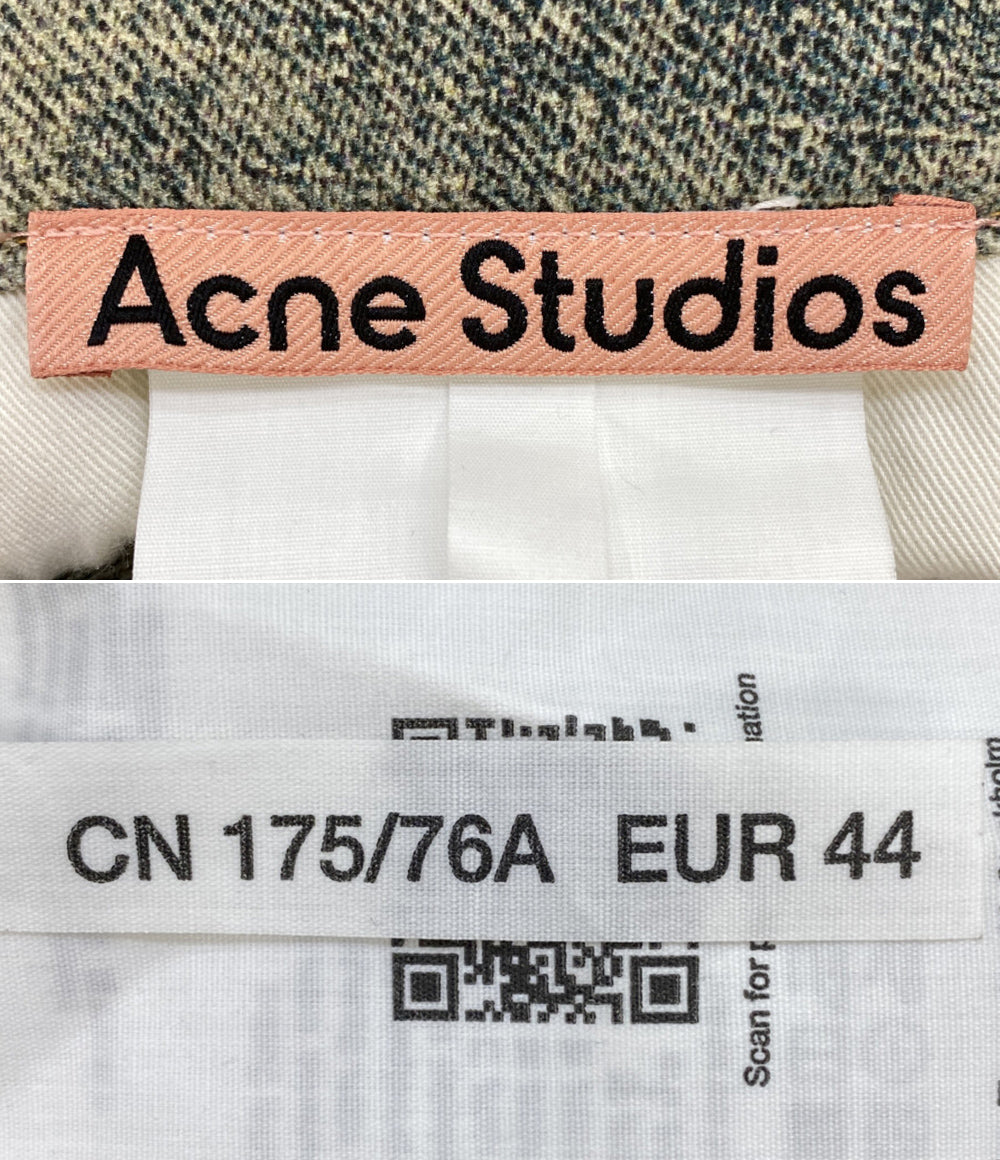 Acne Studios
CN 175/76A EUR 44
Scan for